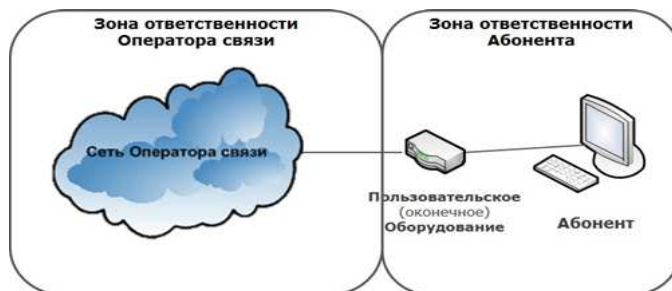 Зона ответственности
Оператора связи
Зона ответственности
Абонента
Сеть Оператора связи
Пользовательское
(оконечное)
Оборудование
Абонент